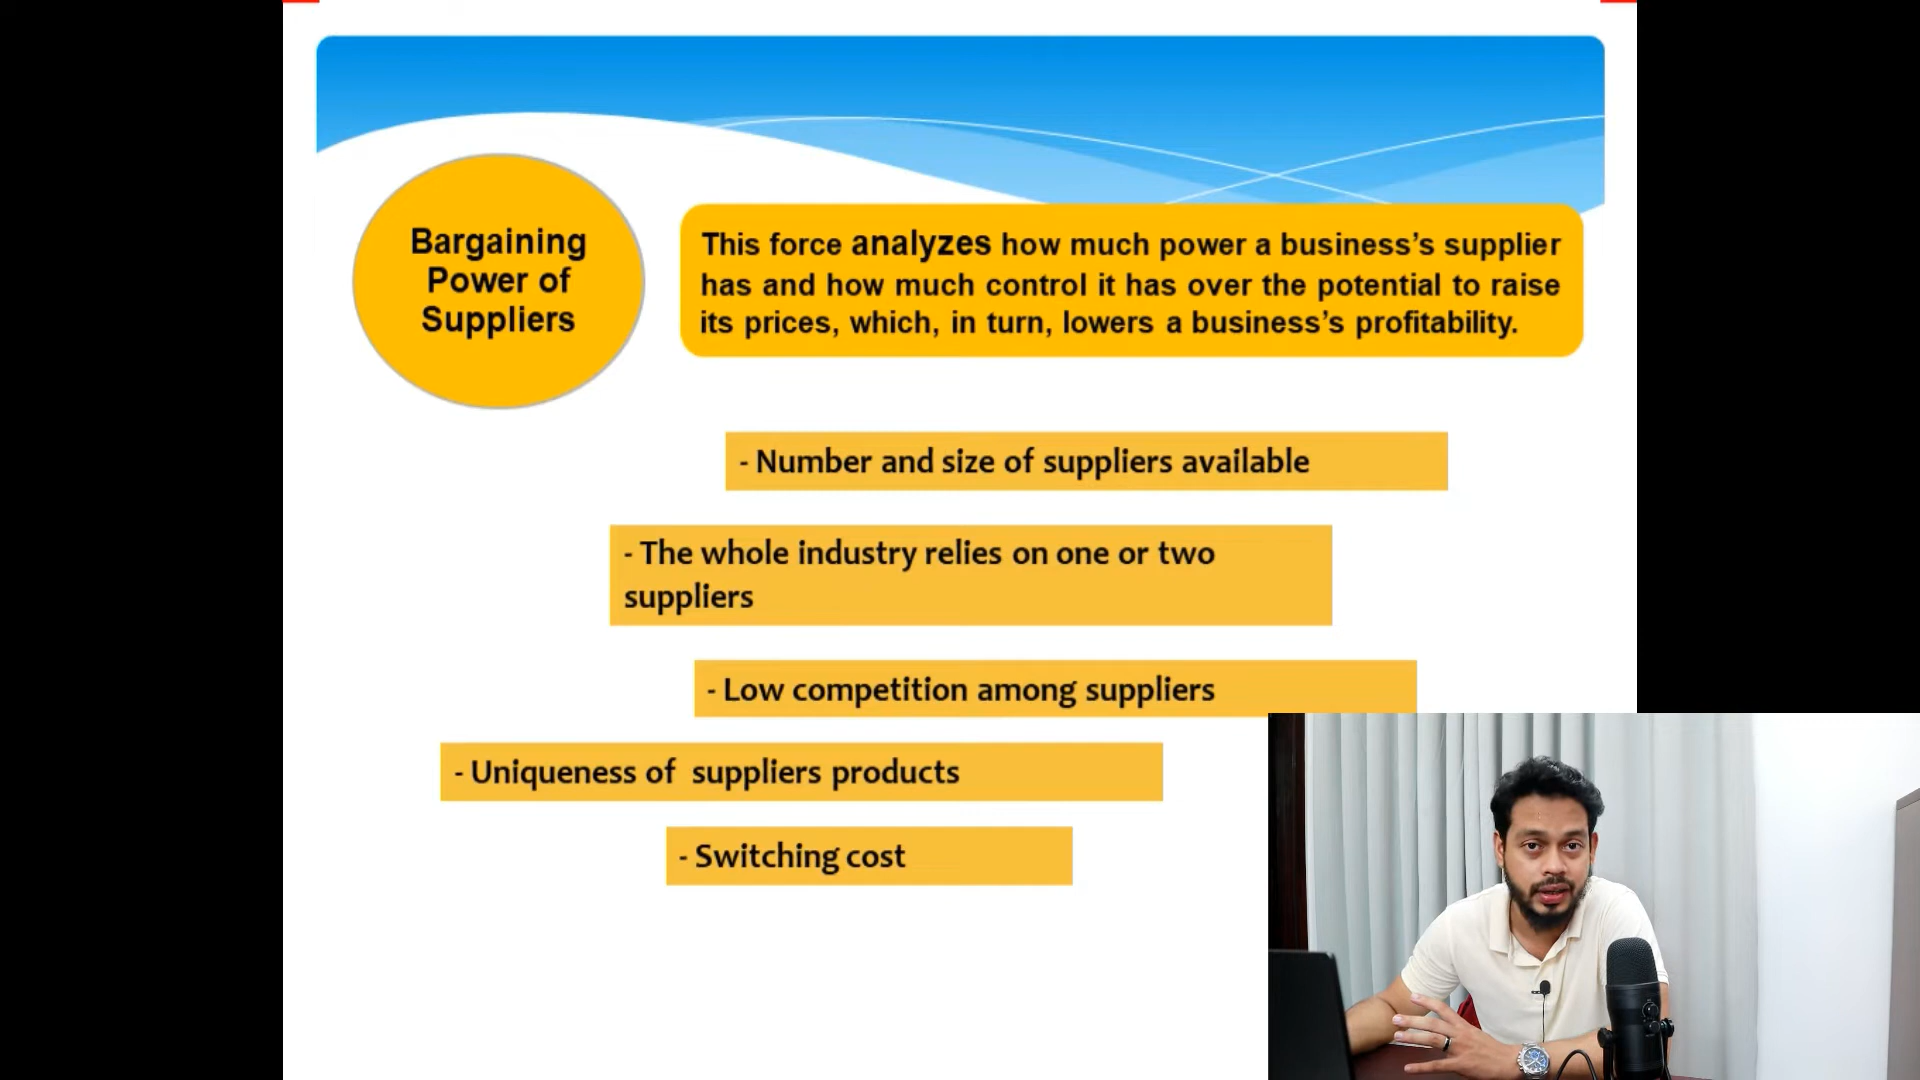 Bargaining
Power of
Suppliers
This force analyzes how much power a business’s supplier
has and how much control it has over the potential to raise
its prices, which, in turn, lowers a business’s profitability.
- Number and size of suppliers available
- The whole industry relies on one or two
suppliers
- Low competition among suppliers
- Uniqueness of  suppliers products
- Switching cost